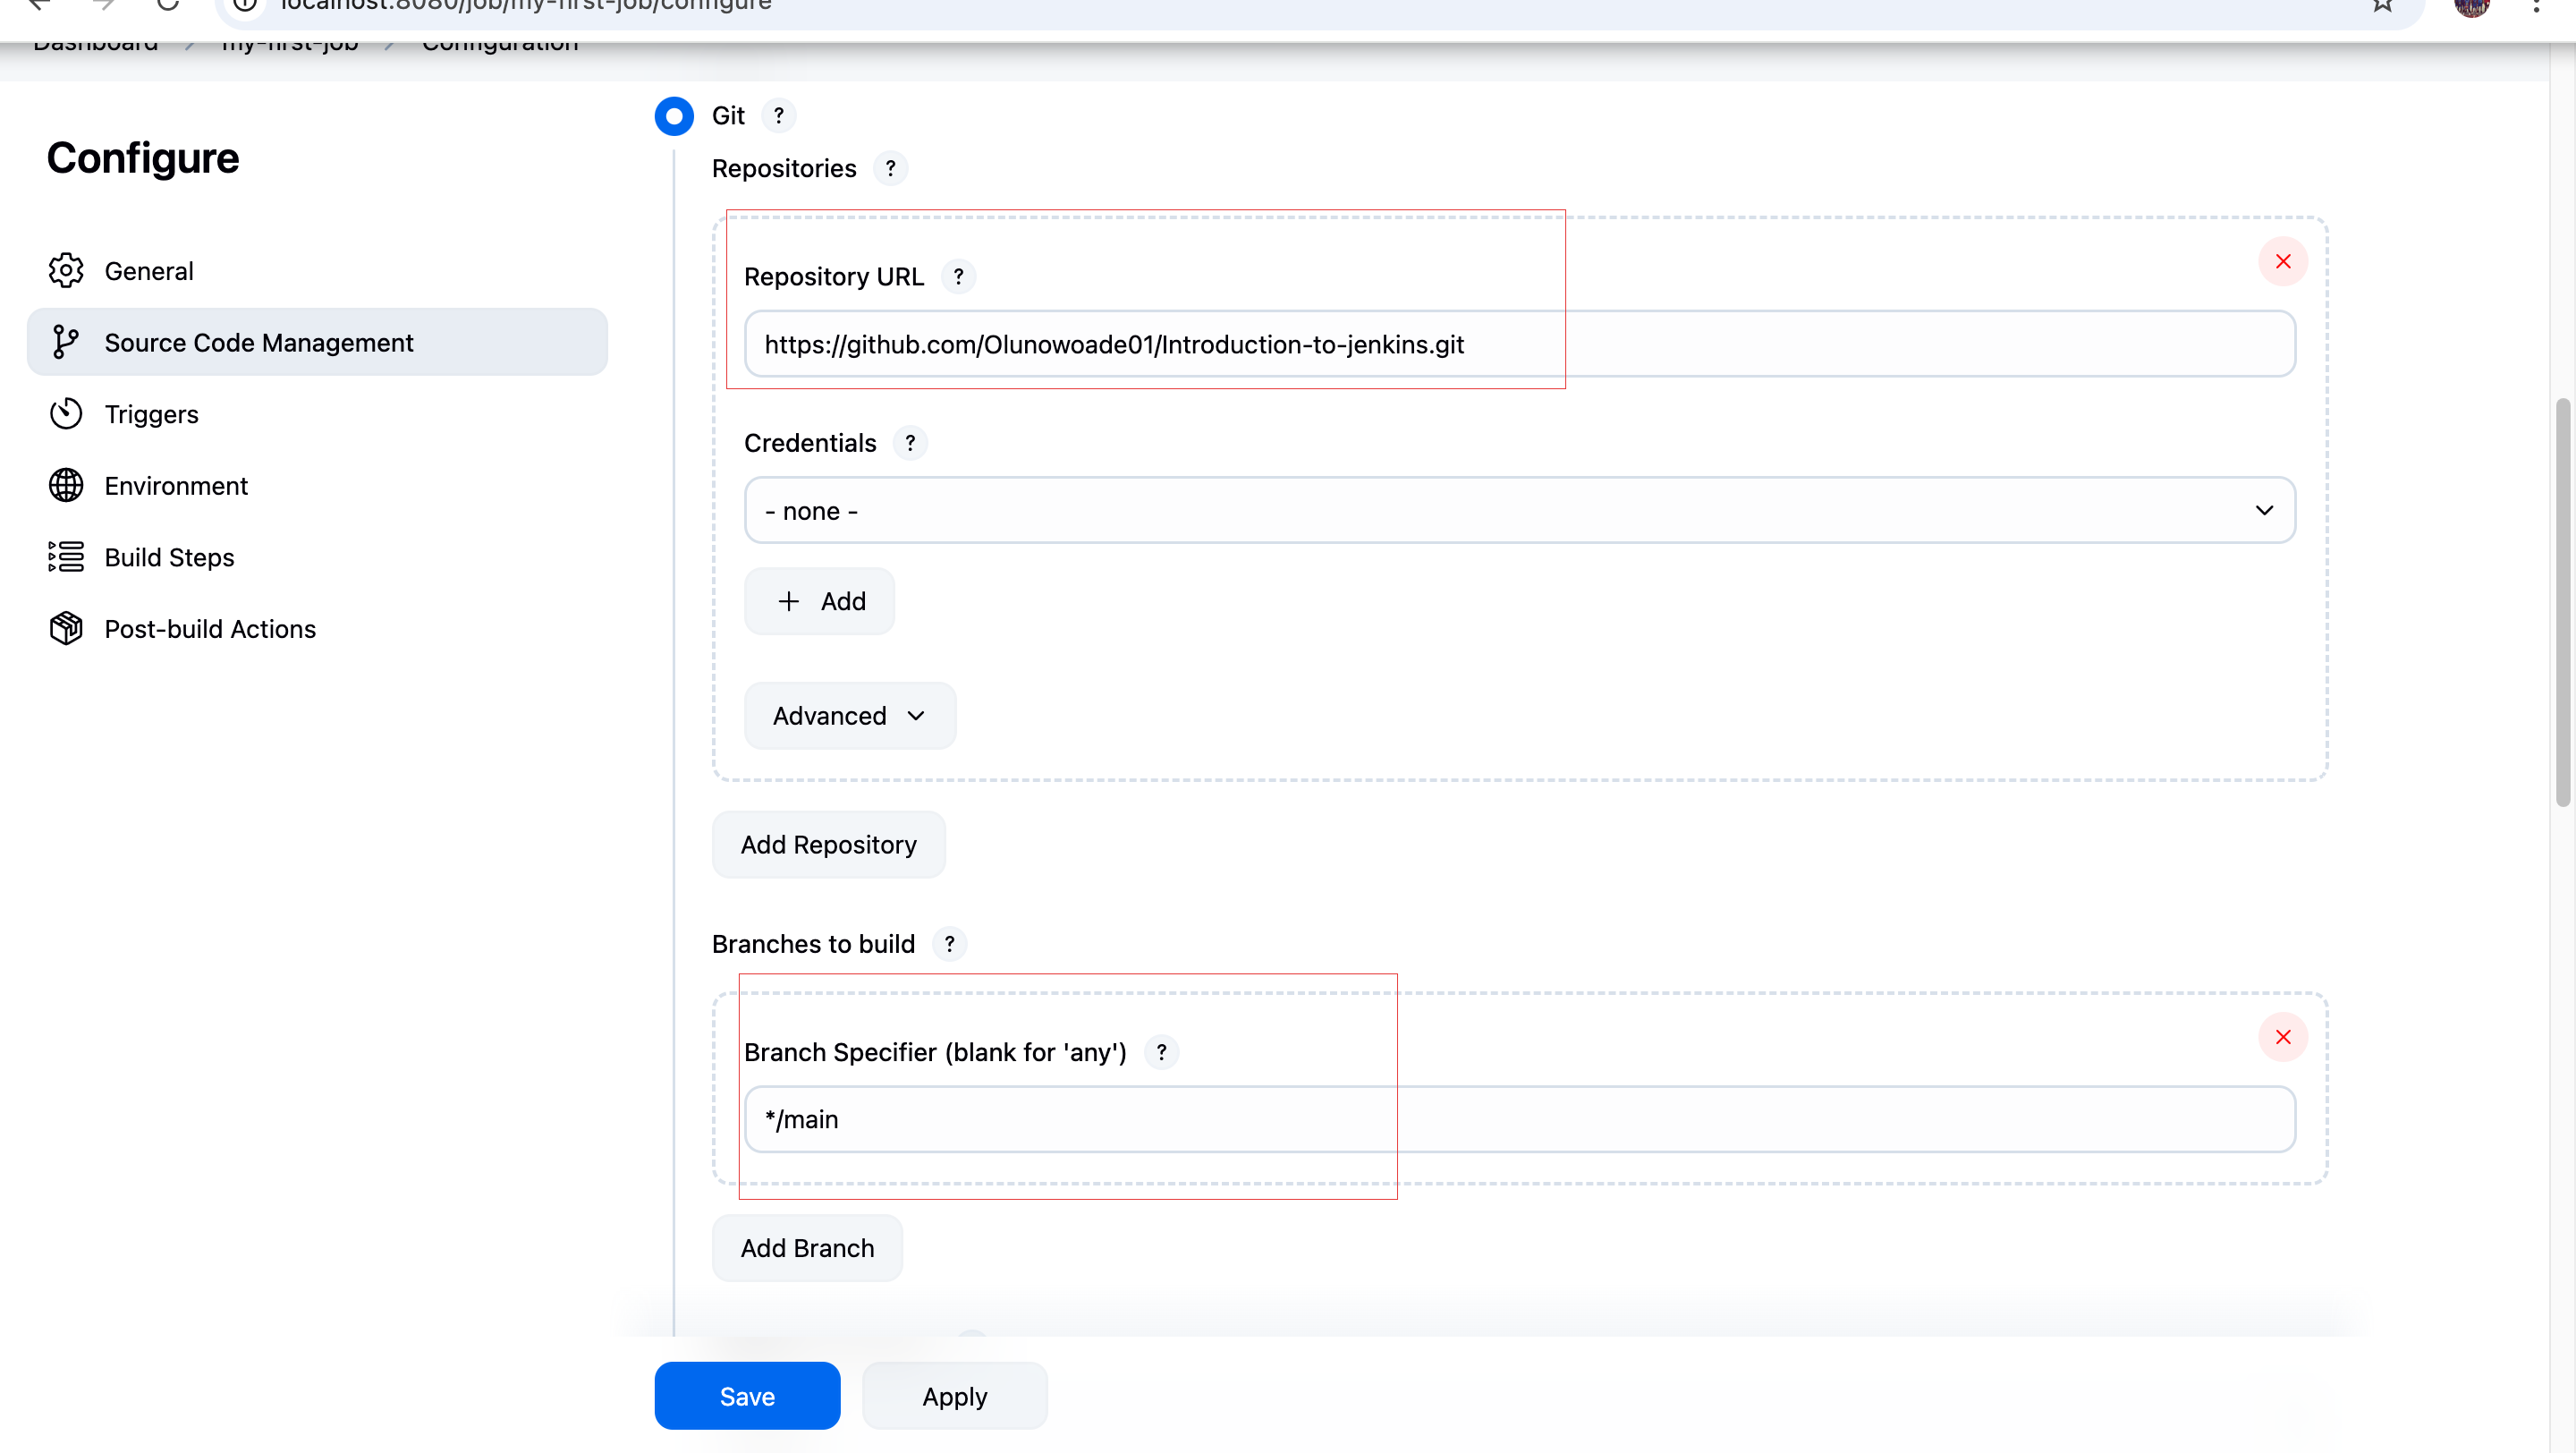 localhost:8080/job/my-first-job/configure
Dashboard / my-first-job / Configuration
Configure
General
Source Code Management
Triggers
Environment
Build Steps
Post-build Actions
Git ?
Repositories ?
Repository URL ?
https://github.com/Olunowoade01/Introduction-to-jenkins.git
Credentials ?
- none -
+ Add
Advanced
Add Repository
Branches to build ?
Branch Specifier (blank for 'any') ?
*/main
Add Branch
Save
Apply